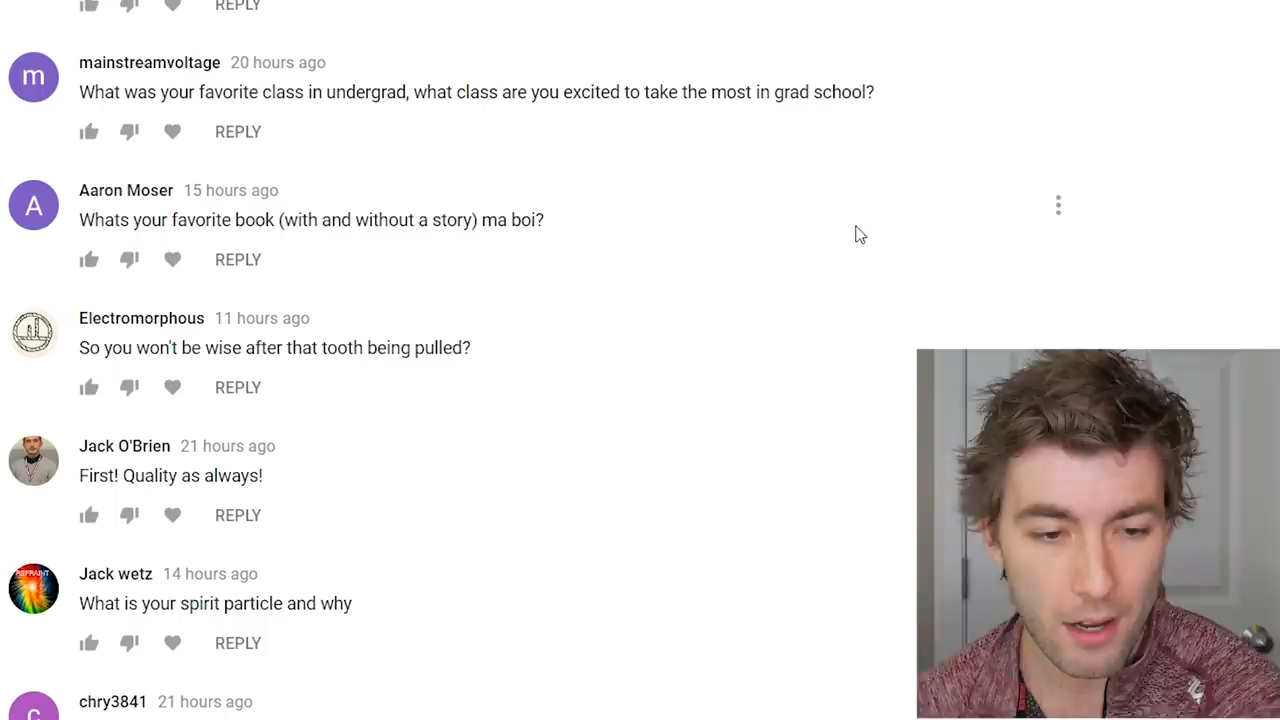 REPLY
m
mainstreamvoltage 20 hours ago
What was your favorite class in undergrad, what class are you excited to take the most in grad school?
REPLY
A
Aaron Moser 15 hours ago
Whats your favorite book (with and without a story) ma boi?
REPLY
Electromorphous 11 hours ago
So you won't be wise after that tooth being pulled?
REPLY
Jack O'Brien 21 hours ago
First! Quality as always!
REPLY
REFRAINT
Jack wetz 14 hours ago
What is your spirit particle and why
REPLY
c
chry3841 21 hours ago